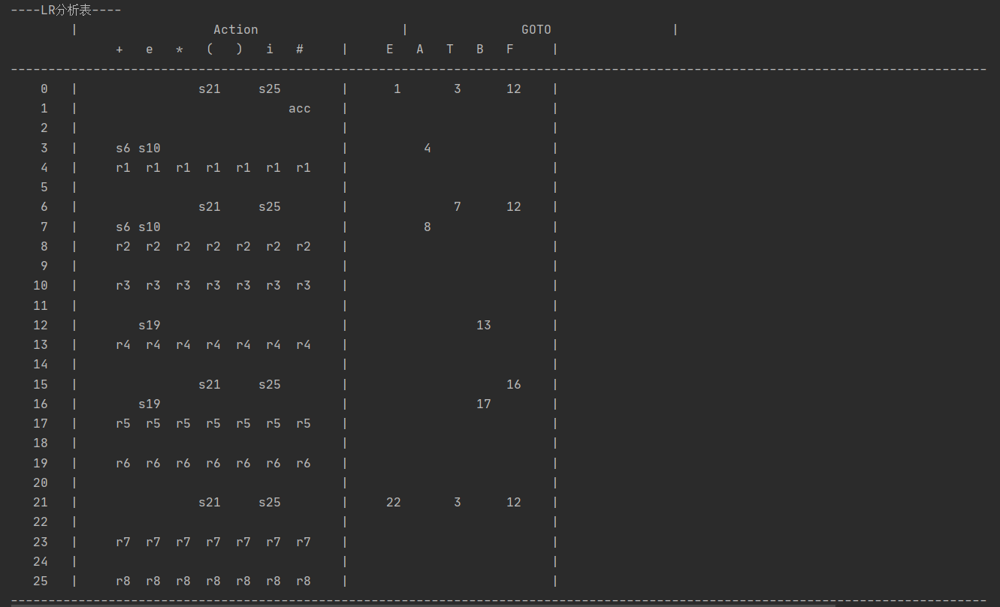 ----LR分析表----
| Action | GOTO |
+ e * ( ) i # | E A T B F |
--------------------------------------------------------------------------------------------------------------------------------
0 | s21 s25 | 1 3 12 |
1 | acc | |
2 | | |
3 | s6 s10 | 4 |
4 | r1 r1 r1 r1 r1 r1 r1 | |
5 | | |
6 | s21 s25 | 7 12 |
7 | s6 s10 | 8 |
8 | r2 r2 r2 r2 r2 r2 r2 | |
9 | | |
10 | r3 r3 r3 r3 r3 r3 r3 | |
11 | | |
12 | s19 | 13 |
13 | r4 r4 r4 r4 r4 r4 r4 | |
14 | | |
15 | s21 s25 | 16 |
16 | s19 | 17 |
17 | r5 r5 r5 r5 r5 r5 r5 | |
18 | | |
19 | r6 r6 r6 r6 r6 r6 r6 | |
20 | | |
21 | s21 s25 | 22 3 12 |
22 | | |
23 | r7 r7 r7 r7 r7 r7 r7 | |
24 | | |
25 | r8 r8 r8 r8 r8 r8 r8 | |
--------------------------------------------------------------------------------------------------------------------------------